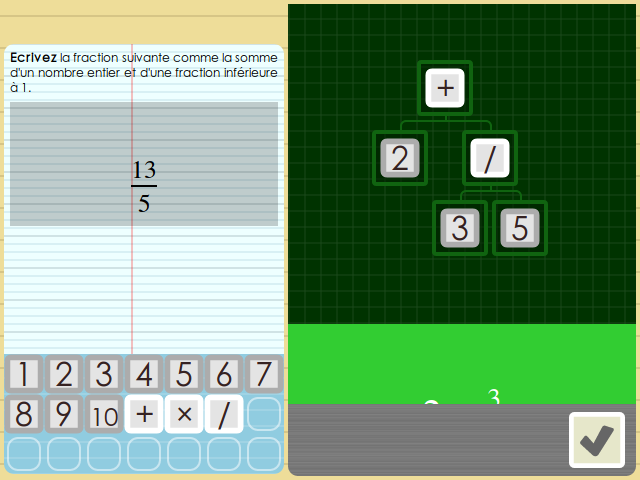 Ecrivez la fraction suivante comme la somme
d'un nombre entier et d'une fraction inférieure
à 1.
13
5
+
2 /
3 5
3
1 2 3 4 5 6 7
8 9 10 + × /